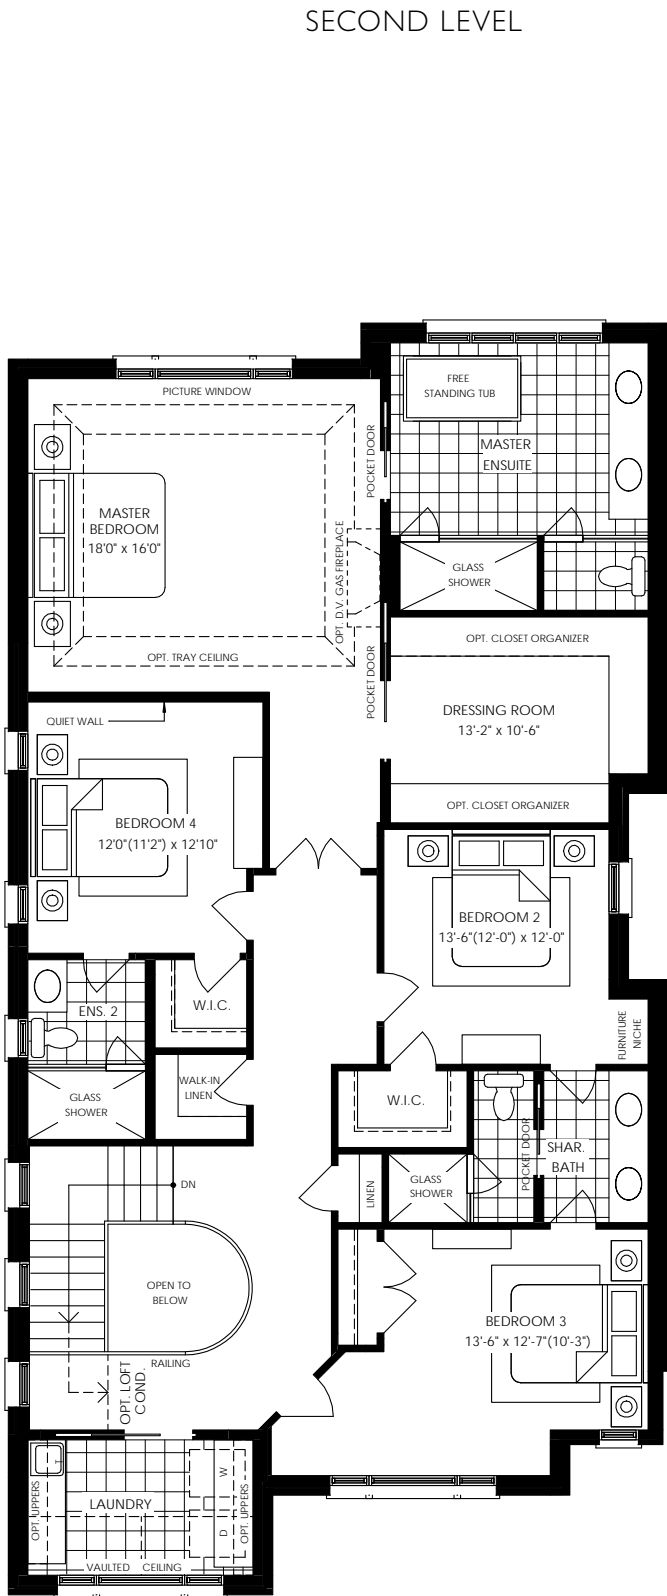 SECOND LEVEL
PICTURE WINDOW
FREE
STANDING TUB
POCKET DOOR
MASTER
ENSUITE
MASTER
BEDROOM
18'0" x 16'0"
OPT. D.V. GAS FIREPLACE
GLASS
SHOWER
OPT. TRAY CEILING
OPT. CLOSET ORGANIZER
POCKET DOOR
DRESSING ROOM
13'-2" x 10'-6"
QUIET WALL
OPT. CLOSET ORGANIZER
BEDROOM 4
12'0"(11'2") x 12'10"
BEDROOM 2
13'-6"(12'-0") x 12'-0"
W.I.C.
ENS. 2
FURNITURE
NICHE
WALK-IN
LINEN
GLASS
SHOWER
W.I.C.
POCKET DOOR
SHAR.
BATH
DN
LINEN
GLASS
SHOWER
OPEN TO
BELOW
BEDROOM 3
13'-6" x 12'-7"(10'-3")
RAILING
OPT. LOFT
COND.
W
LAUNDRY
OPT. UPPERS
D
OPT. UPPERS
VAULTED CEILING